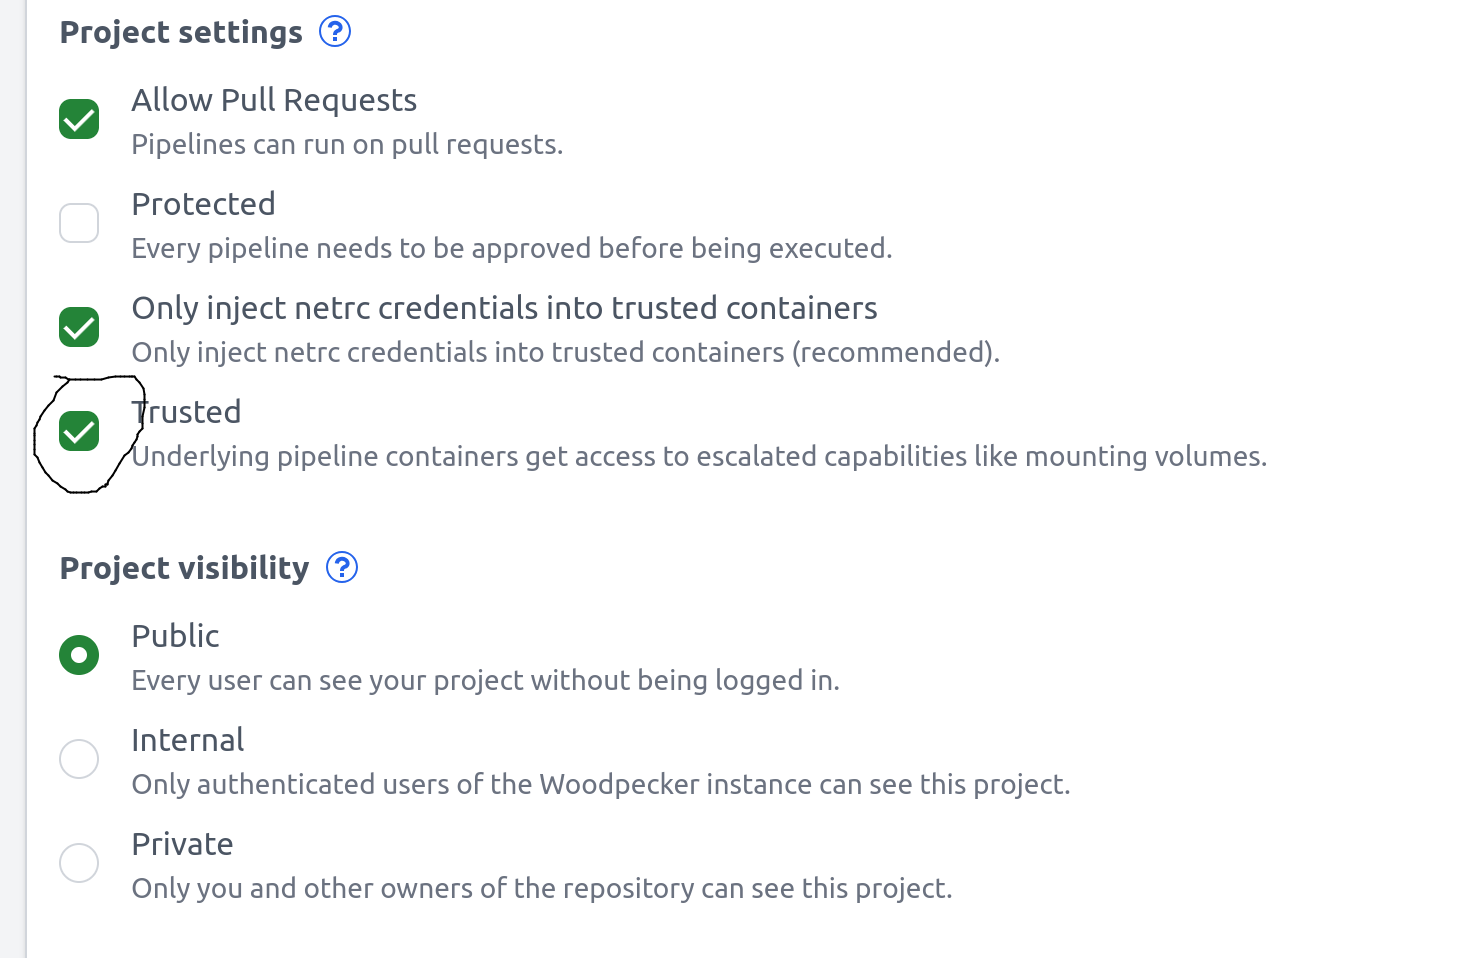 Project settings ?
Allow Pull Requests
Pipelines can run on pull requests.
Protected
Every pipeline needs to be approved before being executed.
Only inject netrc credentials into trusted containers
Only inject netrc credentials into trusted containers (recommended).
Trusted
Underlying pipeline containers get access to escalated capabilities like mounting volumes.
Project visibility ?
Public
Every user can see your project without being logged in.
Internal
Only authenticated users of the Woodpecker instance can see this project.
Private
Only you and other owners of the repository can see this project.